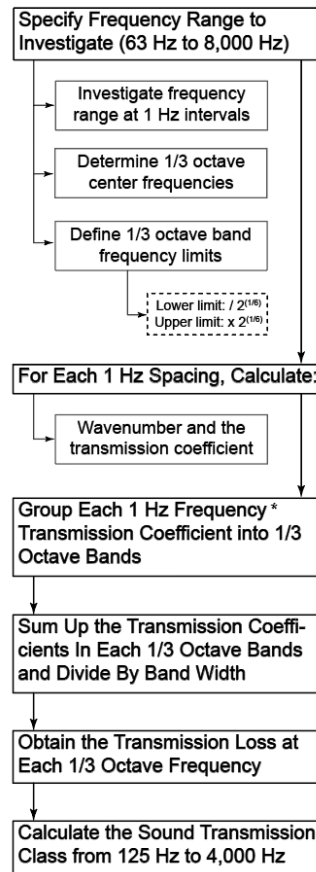 Specify Frequency Range to
Investigate (63 Hz to 8,000 Hz)
Investigate frequency
range at 1 Hz intervals
Determine 1/3 octave
center frequencies
Define 1/3 octave band
frequency limits
Lower limit: / 2^(1/6)
Upper limit: x 2^(1/6)
For Each 1 Hz Spacing, Calculate:
Wavenumber and the
transmission coefficient
Group Each 1 Hz Frequency *
Transmission Coefficient into 1/3
Octave Bands
Sum Up the Transmission Coeffi-
cients In Each 1/3 Octave Bands
and Divide By Band Width
Obtain the Transmission Loss at
Each 1/3 Octave Frequency
Calculate the Sound Transmission
Class from 125 Hz to 4,000 Hz